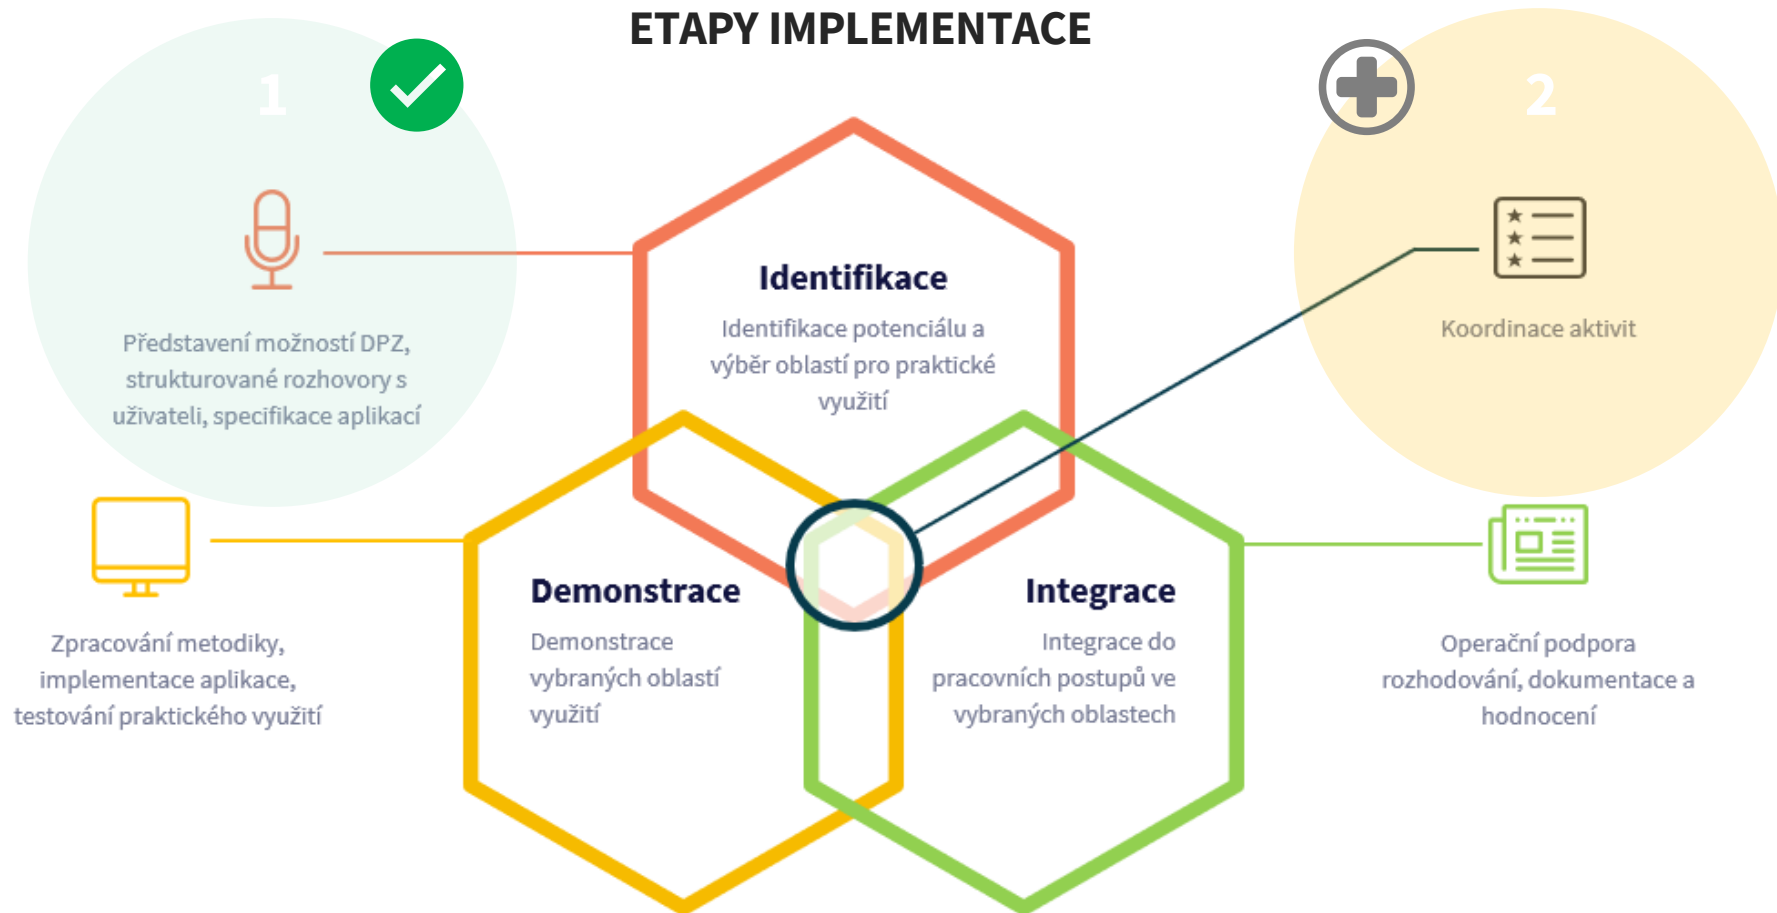 ETAPY IMPLEMENTACE
1
2
Představení možností DPZ,
strukturované rozhovory s
uživateli, specifikace aplikací
Identifikace
Identifikace potenciálu a
výběr oblastí pro praktické
využití
Koordinace aktivit
Zpracování metodiky,
implementace aplikace,
testování praktického využití
Demonstrace
Demonstrace
vybraných oblastí
využití
Integrace
Integrace do
pracovních postupů ve
vybraných oblastech
Operační podpora
rozhodování, dokumentace a
hodnocení